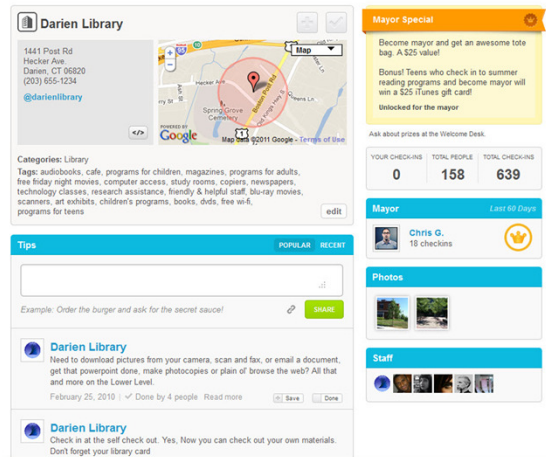 Darien Library
1441 Post Rd
Hecker Ave.
Darien, CT 06820
(203) 655-1234
@darienlibrary
</>
Map
Hecker Ave
Spring Grove
Cemetery
Boston Post Rd
Old Kings Hwy S
1
POWERED BY
Google
Map data ©2011 Google - Terms of Use
Categories: Library
Tags: audiobooks, cafe, programs for children, magazines, programs for adults,
free friday night movies, computer access, study rooms, copiers, newspapers,
technology classes, research assistance, friendly & helpful staff, blu-ray movies,
scanners, art exhibits, children's programs, books, dvds, free wi-fi,
programs for teens
edit
Tips
POPULAR RECENT
Example: Order the burger and ask for the secret sauce!
SHARE
Darien Library
Need to download pictures from your camera, scan and fax, or email a document,
get that powerpoint done, make photocopies or plain ol' browse the web? All that
and more on the Lower Level.
February 25, 2010 | ✓ Done by 4 people Read more
Save Done
Darien Library
Check in at the self check out. Yes, Now you can check out your own materials.
Don't forget your library card
Mayor Special
Become mayor and get an awesome tote
bag. A $25 value!
Bonus! Teens who check in to summer
reading programs and become mayor will
win a $25 iTunes gift card!
Unlocked for the mayor
Ask about prizes at the Welcome Desk.
YOUR CHECK-INS TOTAL PEOPLE TOTAL CHECK-INS
0 158 639
Mayor Last 60 Days
Chris G.
18 checkins
Photos
Staff